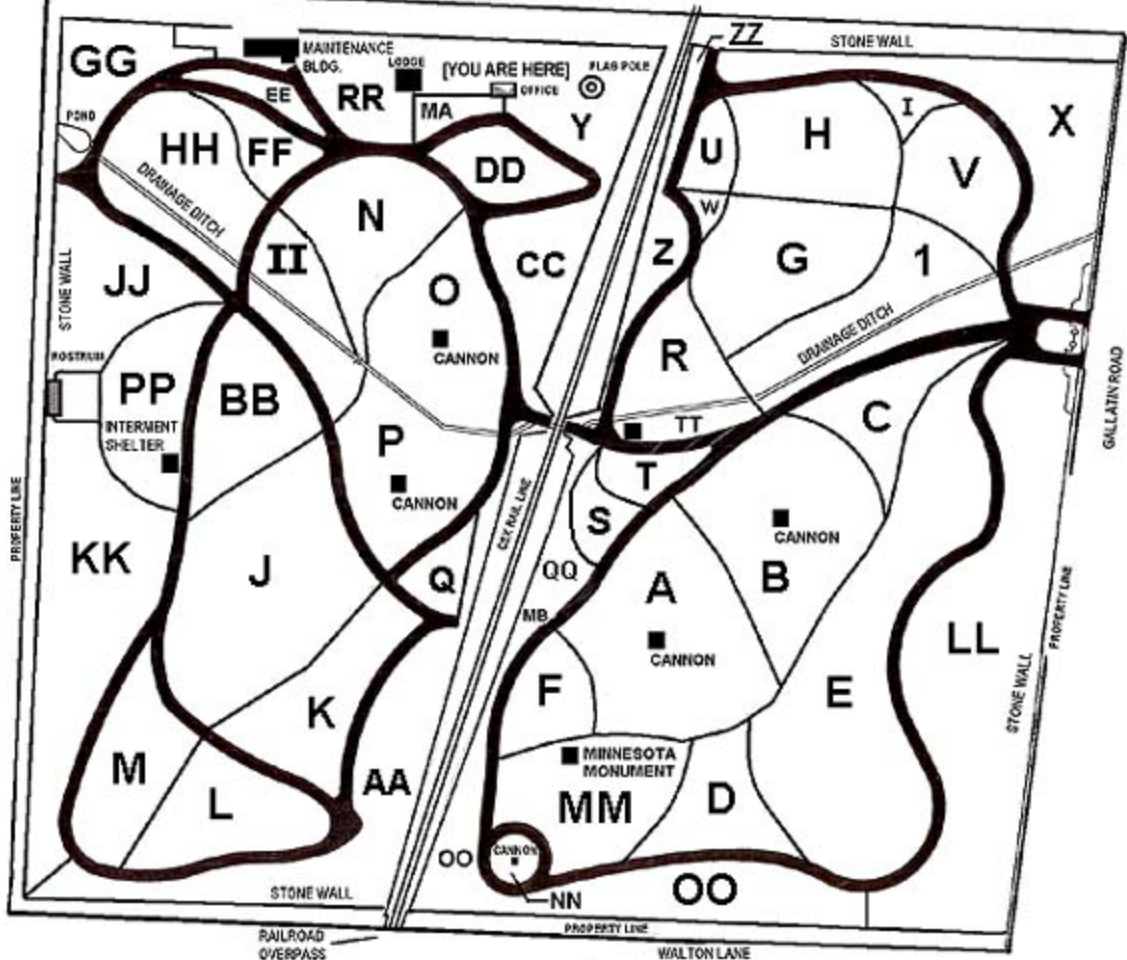 GG
MAINTENANCE
BLDG.
LODGE
[YOU ARE HERE]
OFFICE
FLAG POLE
ZZ
STONE WALL
EE
RR
MA
Y
X
POND
HH
FF
DD
U
H
I
V
DRAINAGE DITCH
N
W
II
CC
Z
G
1
JJ
STONE WALL
O
CANNON
DRAINAGE DITCH
ROSTRUM
PP
BB
R
C
GALLATIN ROAD
INTERMENT
SHELTER
P
CANNON
TT
T
S
CSX RAIL LINE
CANNON
PROPERTY LINE
KK
J
Q
QQ
A
B
MB
CANNON
PROPERTY LINE
LL
STONE WALL
K
F
E
M
L
AA
MINNESOTA
MONUMENT
MM
D
OO
CANNON
NN
OO
STONE WALL
PROPERTY LINE
RAILROAD
OVERPASS
WALTON LANE